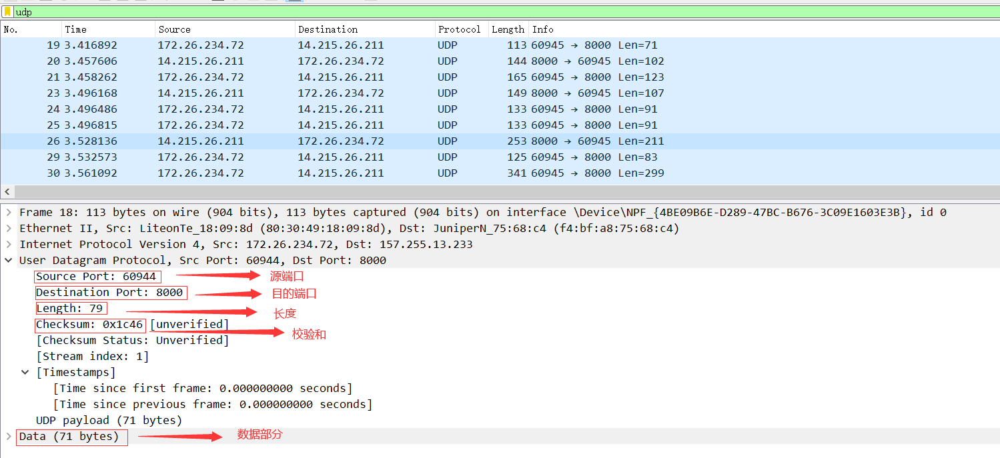 udp
No. Time Source Destination Protocol Length Info
19 3.416892 172.26.234.72 14.215.26.211 UDP 113 60945 → 8000 Len=71
20 3.457606 14.215.26.211 172.26.234.72 UDP 144 8000 → 60945 Len=102
21 3.458262 172.26.234.72 14.215.26.211 UDP 165 60945 → 8000 Len=123
23 3.496168 14.215.26.211 172.26.234.72 UDP 149 8000 → 60945 Len=107
24 3.496486 172.26.234.72 14.215.26.211 UDP 133 60945 → 8000 Len=91
25 3.496815 172.26.234.72 14.215.26.211 UDP 133 60945 → 8000 Len=91
26 3.528136 14.215.26.211 172.26.234.72 UDP 253 8000 → 60945 Len=211
29 3.532573 172.26.234.72 14.215.26.211 UDP 125 60945 → 8000 Len=83
30 3.561092 172.26.234.72 14.215.26.211 UDP 341 60945 → 8000 Len=299
Frame 18: 113 bytes on wire (904 bits), 113 bytes captured (904 bits) on interface \Device\NPF_{4BE09B6E-D289-47BC-B676-3C09E1603E3B}, id 0
Ethernet II, Src: LiteonTe_18:09:8d (80:30:49:18:09:8d), Dst: JuniperN_75:68:c4 (f4:bf:a8:75:68:c4)
Internet Protocol Version 4, Src: 172.26.234.72, Dst: 157.255.13.233
User Datagram Protocol, Src Port: 60944, Dst Port: 8000
Source Port: 60944 源端口
Destination Port: 8000 目的端口
Length: 79 长度
Checksum: 0x1c46 [unverified] 校验和
[Checksum Status: Unverified]
[Stream index: 1]
[Timestamps]
[Time since first frame: 0.000000000 seconds]
[Time since previous frame: 0.000000000 seconds]
UDP payload (71 bytes)
Data (71 bytes) 数据部分